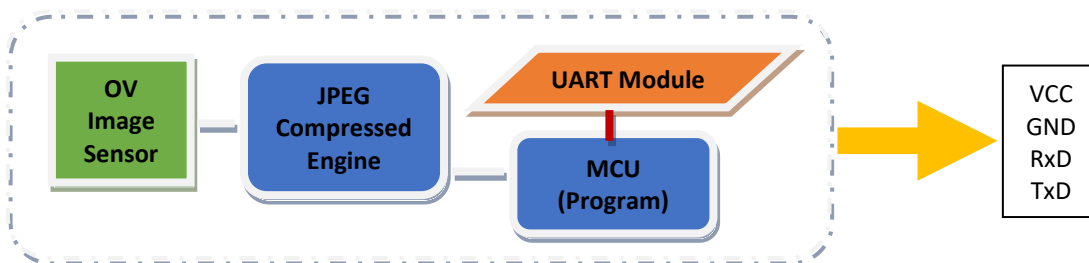 OV
Image
Sensor
JPEG
Compressed
Engine
UART Module
MCU
(Program)
VCC
GND
RxD
TxD